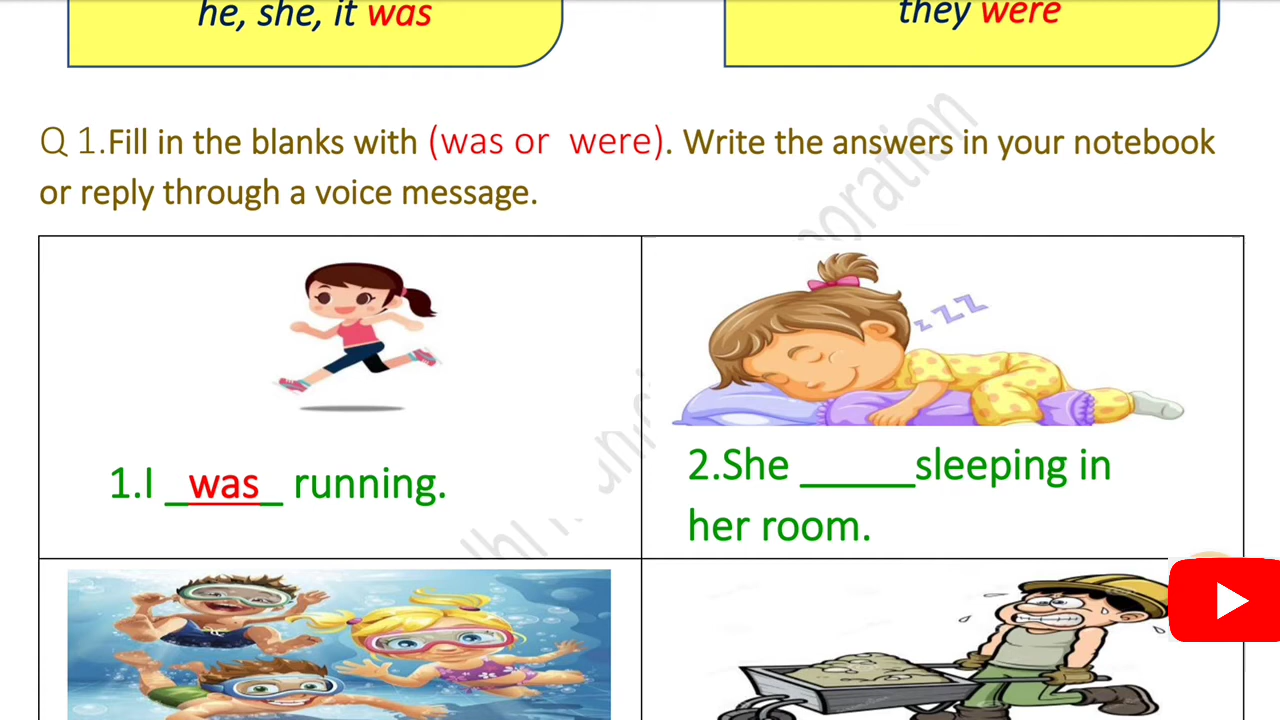 he, she, it was
they were
Q 1.Fill in the blanks with (was or were). Write the answers in your notebook
or reply through a voice message.
zzz
1.I _was_ running.
2.She ______sleeping in
her room.